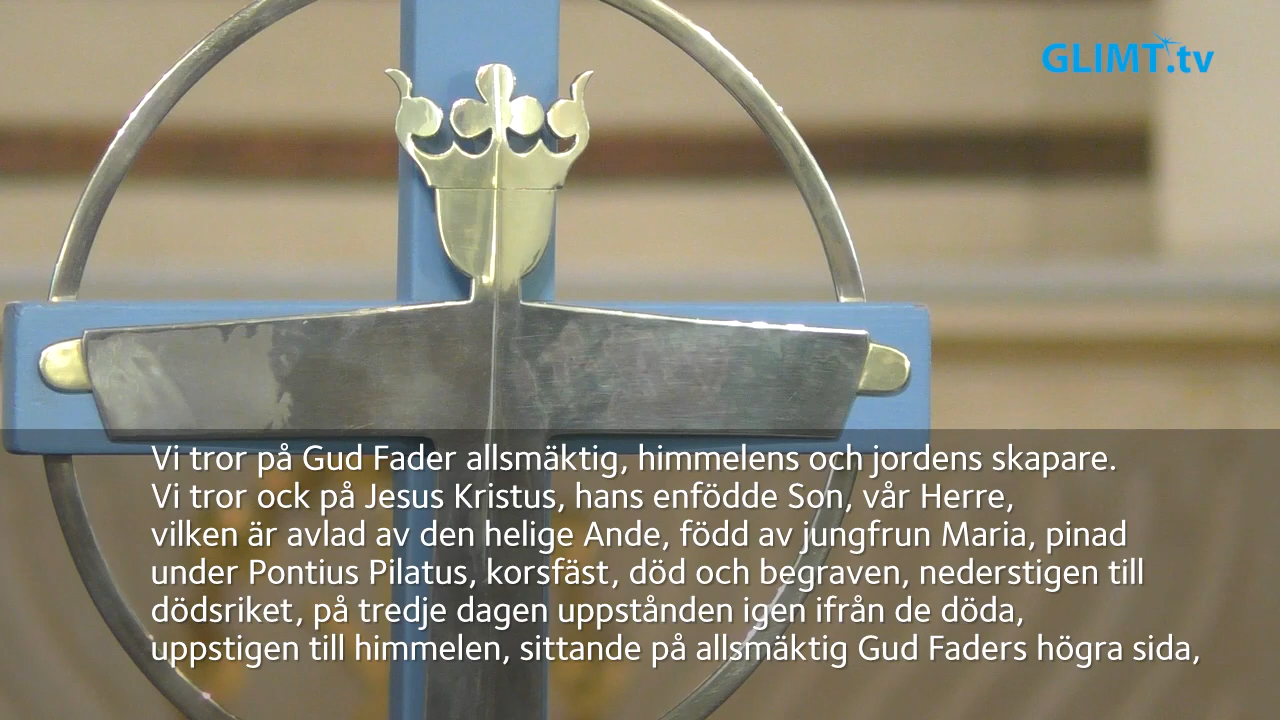 GLIMT.tv
Vi tror på Gud Fader allsmäktig, himmelens och jordens skapare.
Vi tror ock på Jesus Kristus, hans enfödde Son, vår Herre,
vilken är avlad av den helige Ande, född av jungfrun Maria, pinad
under Pontius Pilatus, korsfäst, död och begraven, nederstigen till
dödsriket, på tredje dagen uppstånden igen ifrån de döda,
uppstigen till himmelen, sittande på allsmäktig Gud Faders högra sida,